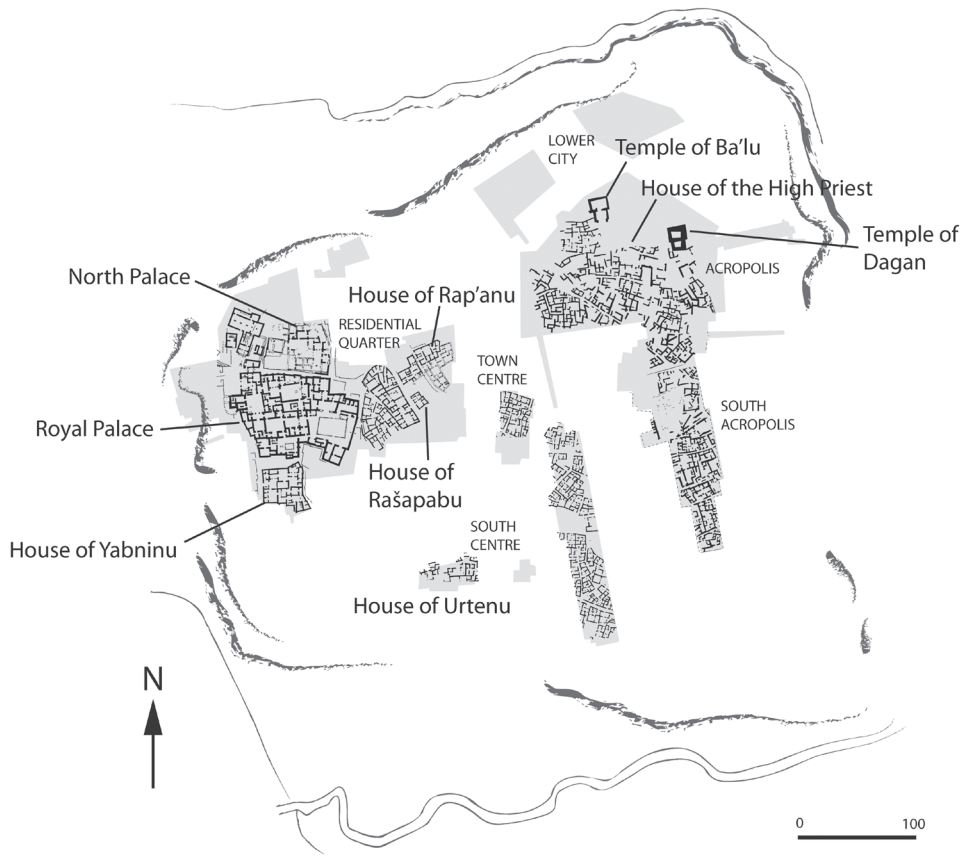 LOWER
CITY
Temple of Ba'lu
House of the High Priest
Temple of
Dagan
ACROPOLIS
North Palace
House of Rap'anu
RESIDENTIAL
QUARTER
TOWN
CENTRE
SOUTH
ACROPOLIS
Royal Palace
House of
Rašapabu
House of Yabninu
SOUTH
CENTRE
House of Urtenu
N
0 100